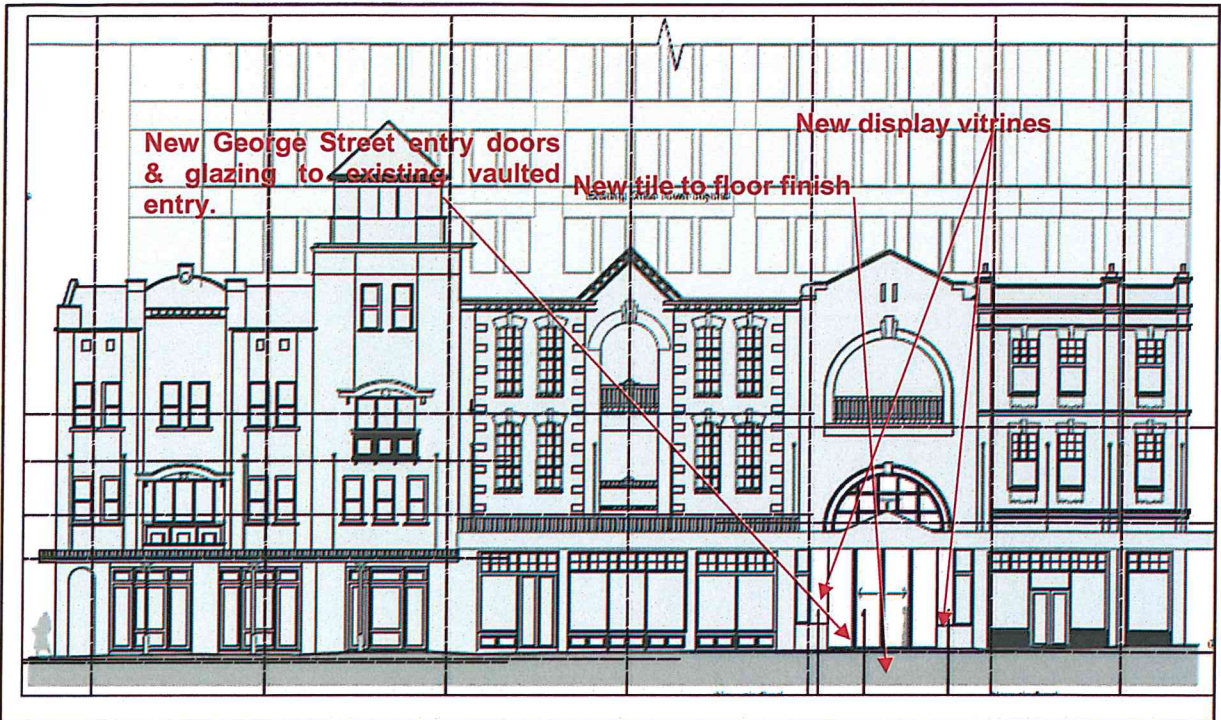 New George Street entry doors
& glazing to existing vaulted
entry.
New tile to floor finish
New display vitrines